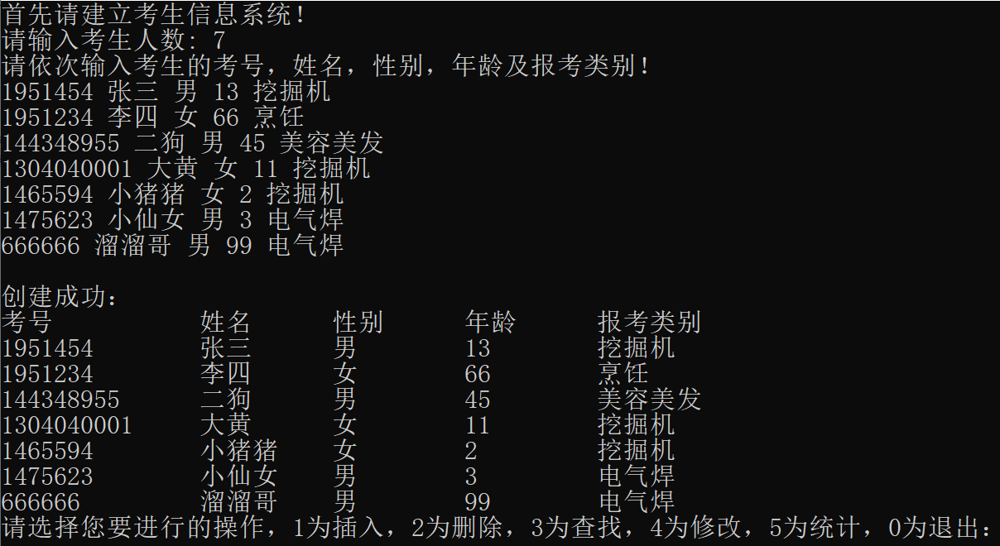 首先请建立考生信息系统！
请输入考生人数: 7
请依次输入考生的考号，姓名，性别，年龄及报考类别！
1951454 张三 男 13 挖掘机
1951234 李四 女 66 烹饪
144348955 二狗 男 45 美容美发
1304040001 大黄 女 11 挖掘机
1465594 小猪猪 女 2 挖掘机
1475623 小仙女 男 3 电气焊
666666 溜溜哥 男 99 电气焊
创建成功:
考号 姓名 性别 年龄 报考类别
1951454 张三 男 13 挖掘机
1951234 李四 女 66 烹饪
144348955 二狗 男 45 美容美发
1304040001 大黄 女 11 挖掘机
1465594 小猪猪 女 2 挖掘机
1475623 小仙女 男 3 电气焊
666666 溜溜哥 男 99 电气焊
请选择您要进行的操作，1为插入，2为删除，3为查找，4为修改，5为统计，0为退出: